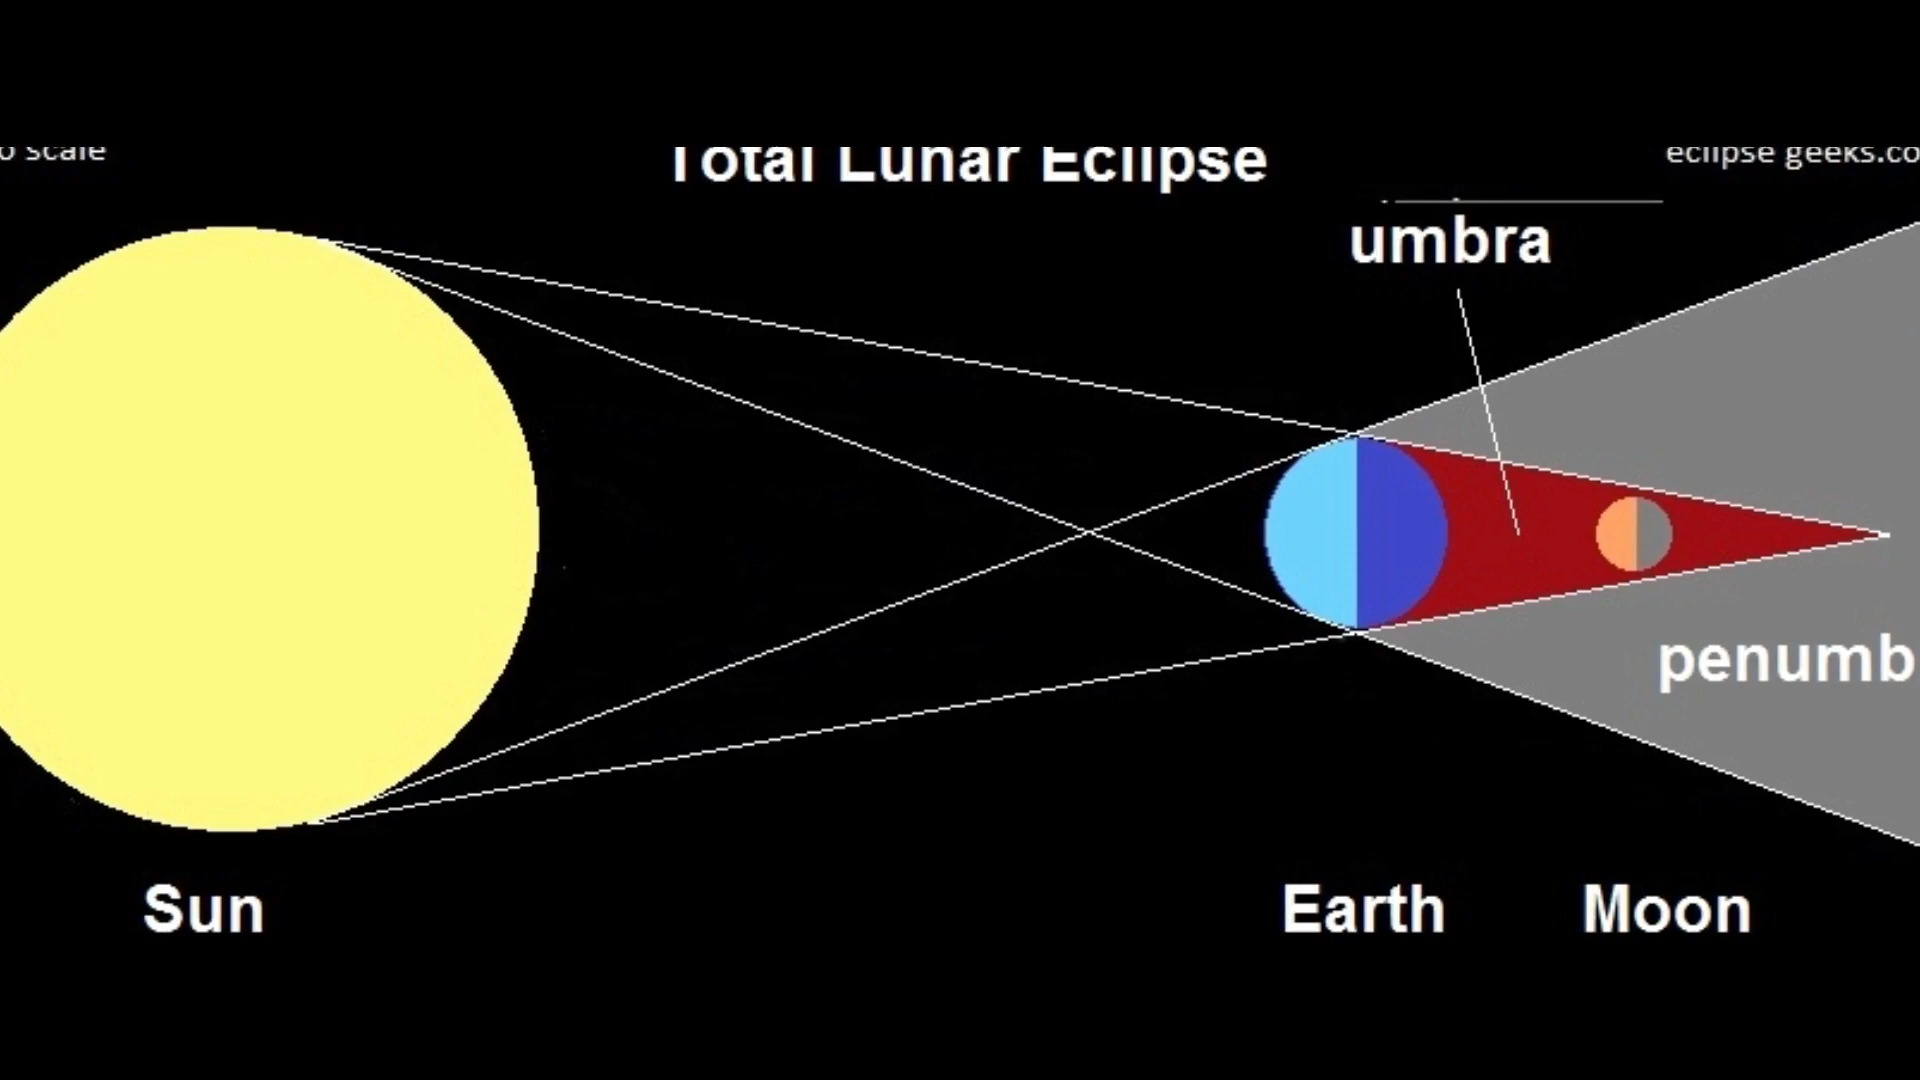 o scale
Total Lunar Eclipse
eclipse geeks.co
umbra
penumb
Sun
Earth
Moon